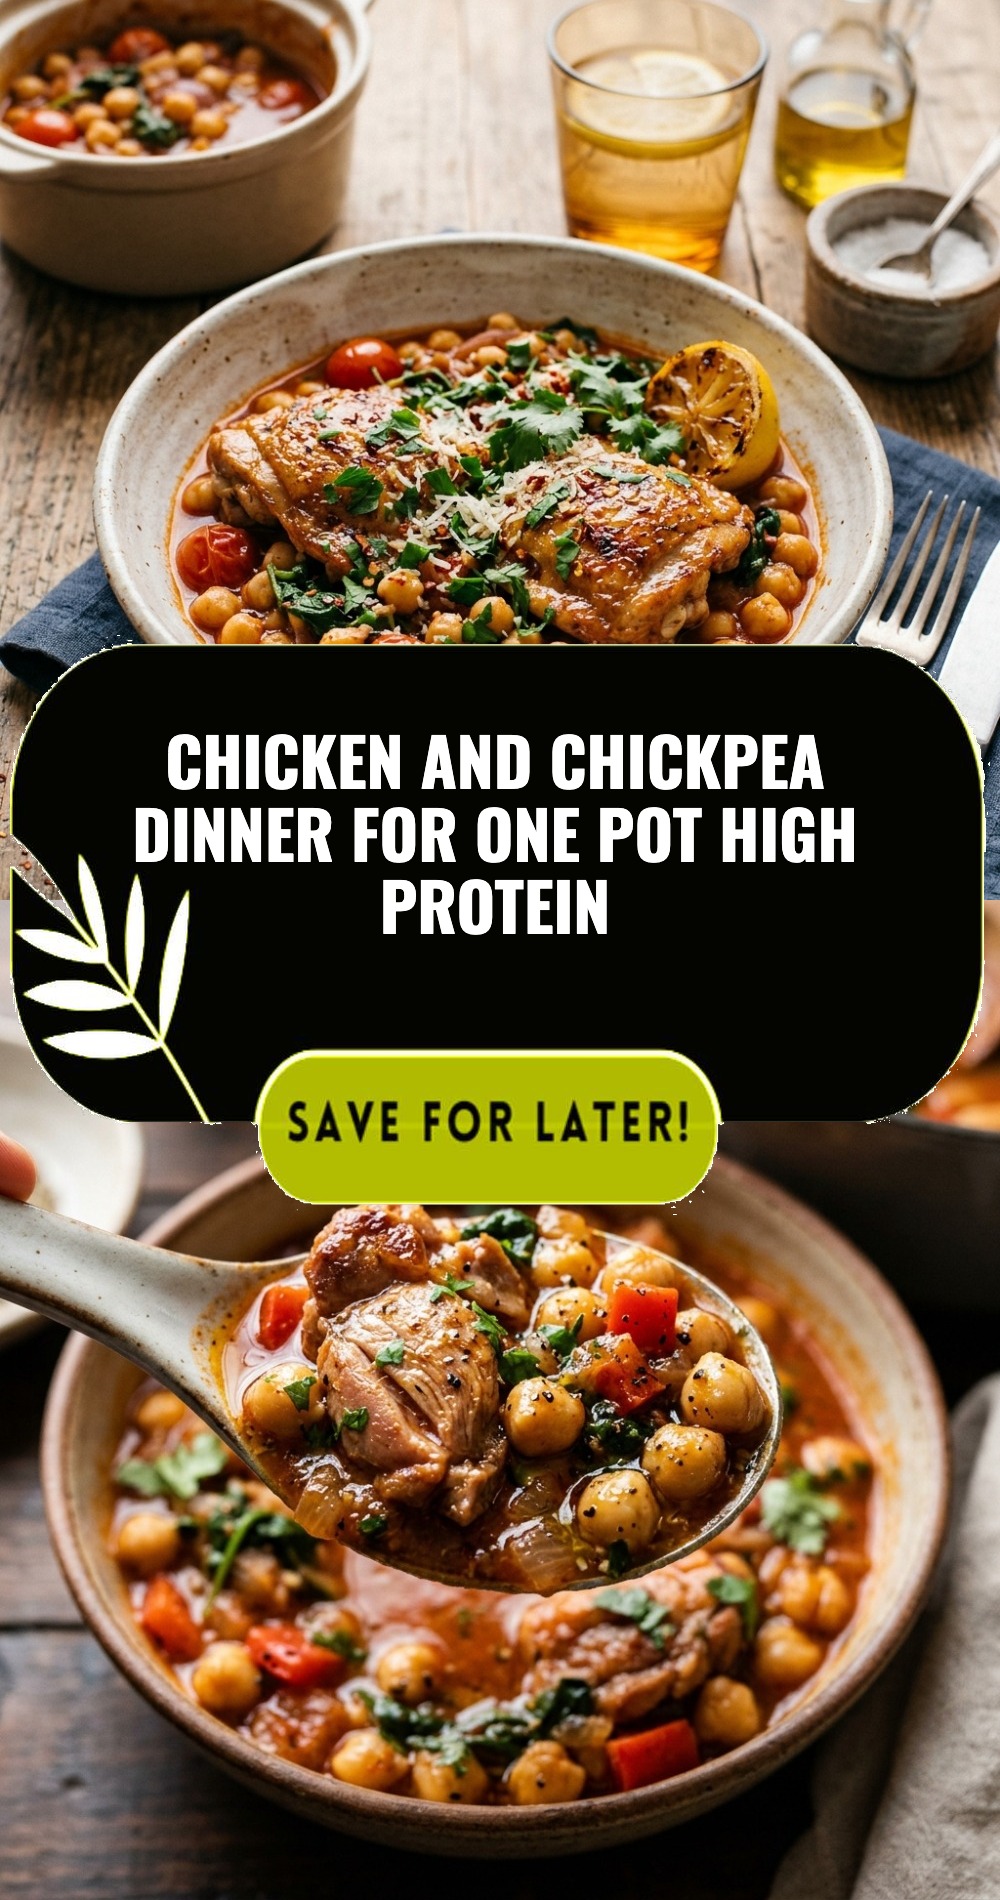 CHICKEN AND CHICKPEA
DINNER FOR ONE POT HIGH
PROTEIN
SAVE FOR LATER!